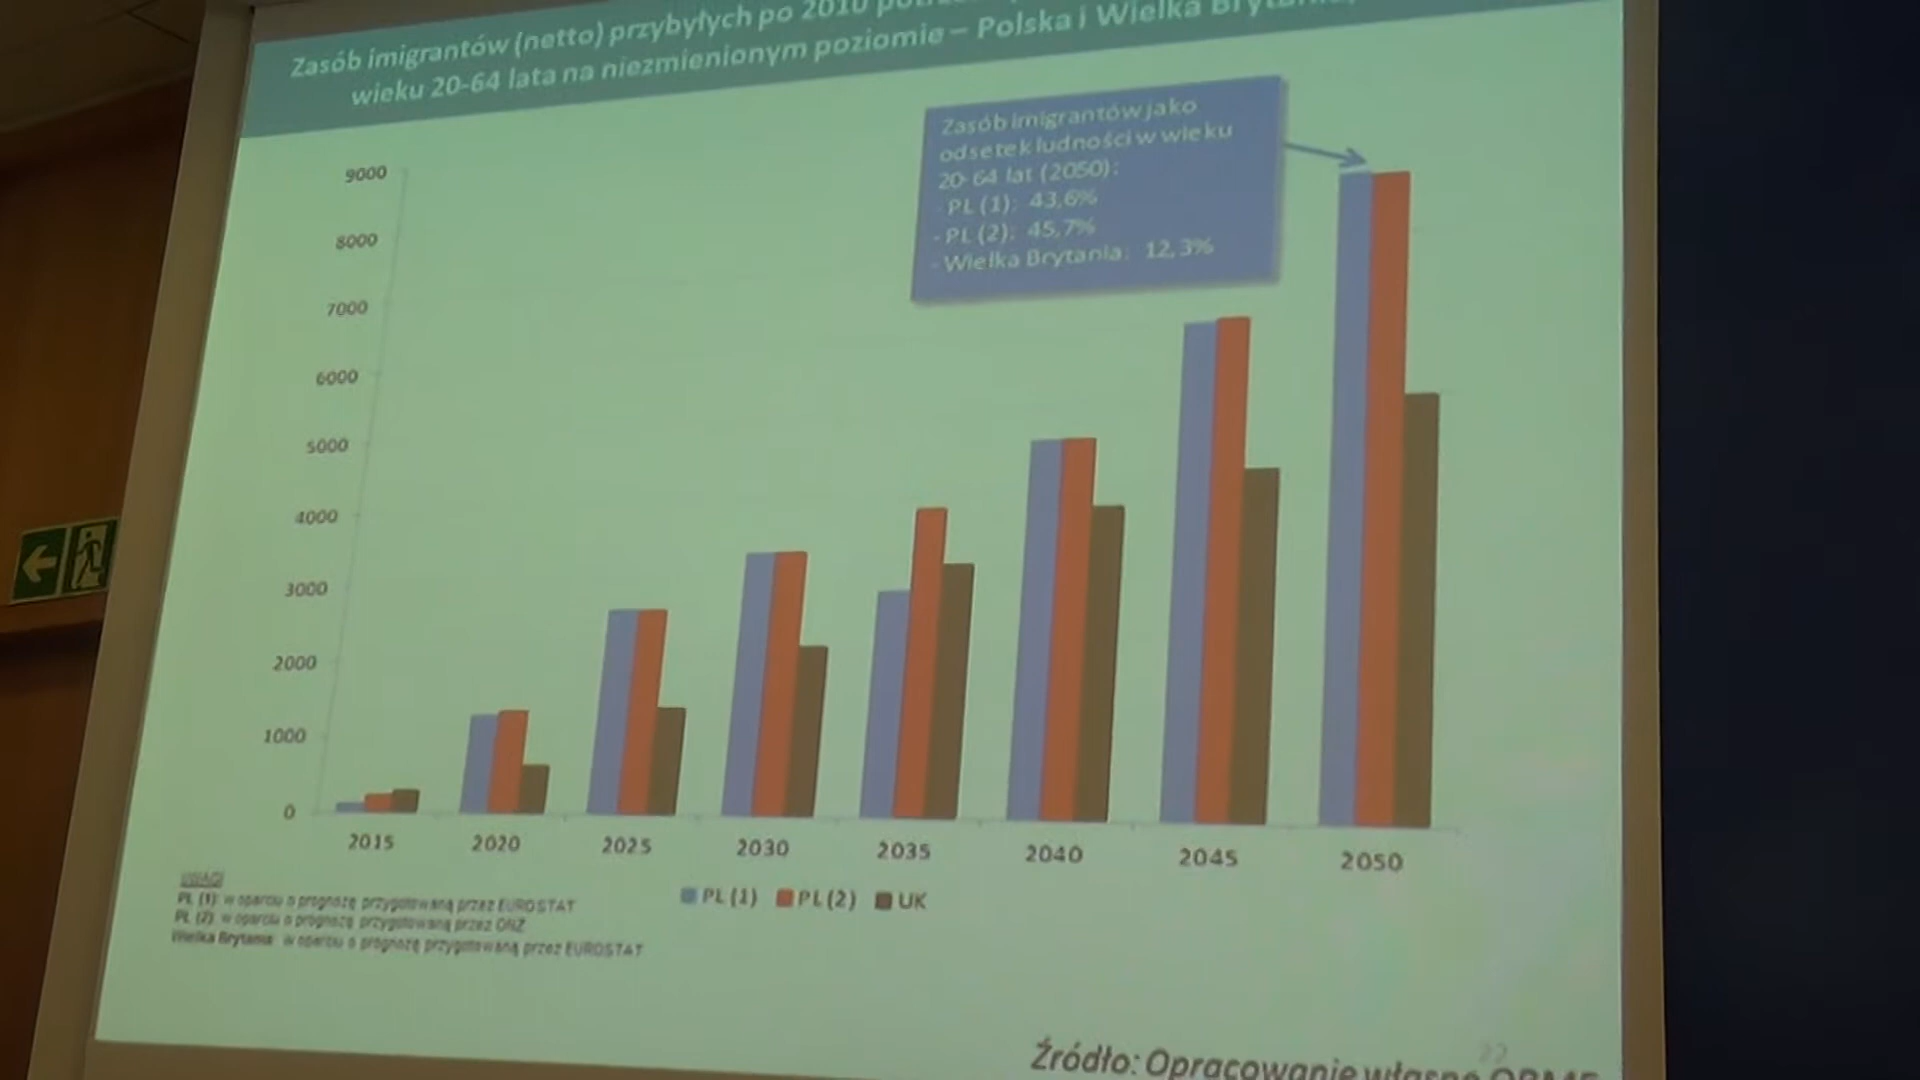 Zasób imigrantów (netto) przybyłych po 2010
wieku 20-64 lata na niezmienionym poziomie – Polska i Wielka
Zasób imigrantów jako
odsetek ludności w wieku
20-64 lat (2050):
- PL (1): 43,6%
- PL (2): 45,7%
- Wielka Brytania: 12,3%
9000
8000
7000
6000
5000
4000
3000
2000
1000
0
2015 2020 2025 2030 2035 2040 2045 2050
PL (1) PL (2) UK
UWAGI
PL (1): w oparciu o prognozę przygotowaną przez EUROSTAT
PL (2): w oparciu o prognozę przygotowaną przez ONZ
Wielka Brytania: w oparciu o prognozę przygotowaną przez EUROSTAT
22
Źródło: Opracowanie własne